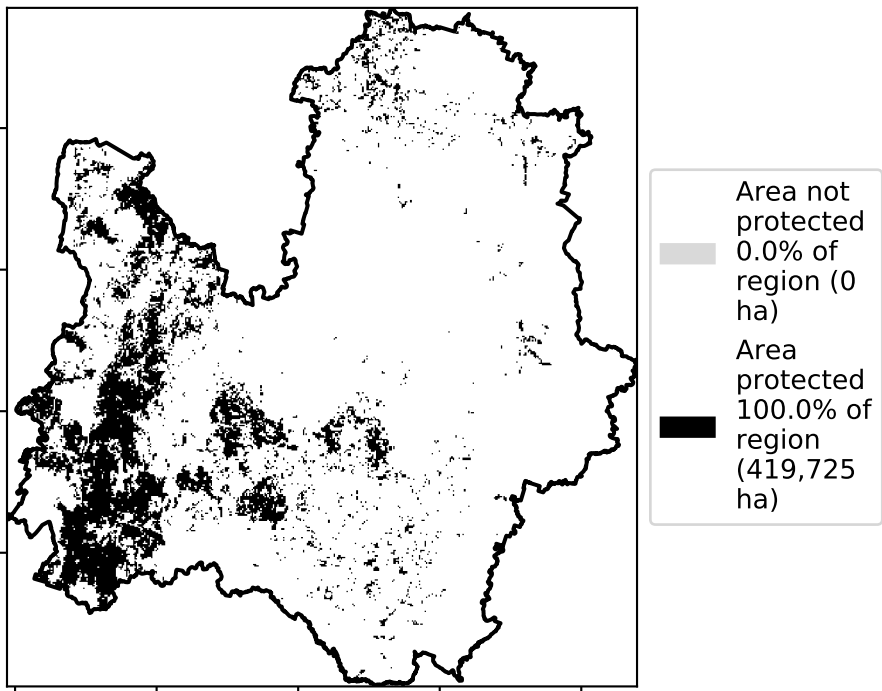 Area not
protected
0.0% of
region (0
ha)
Area
protected
100.0% of
region
(419,725
ha)